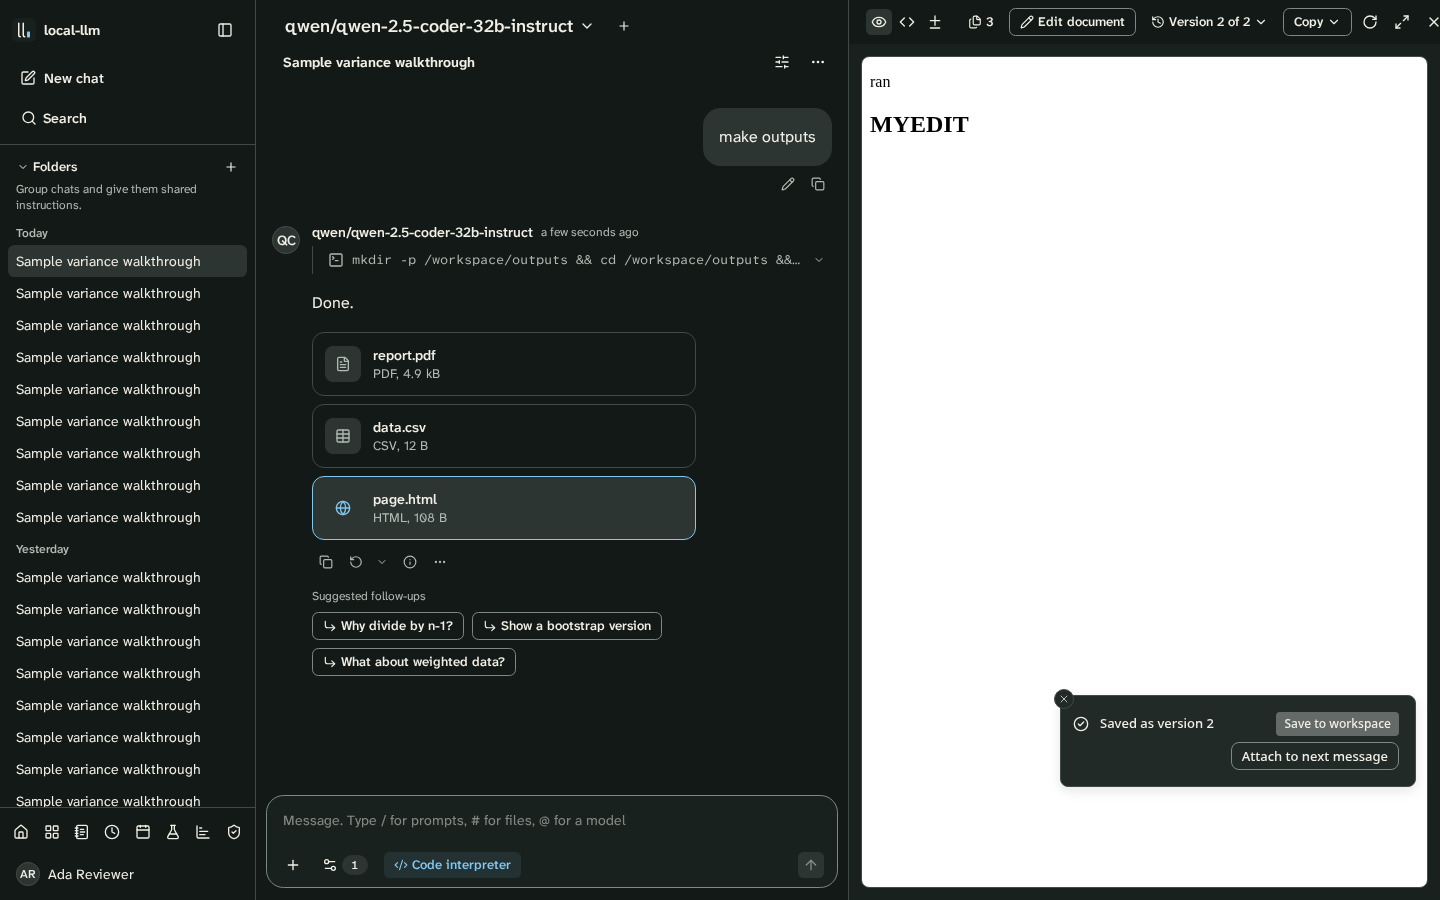 local-llm
New chat
Search
Folders
Group chats and give them shared
instructions.
Today
Sample variance walkthrough
Sample variance walkthrough
Sample variance walkthrough
Sample variance walkthrough
Sample variance walkthrough
Sample variance walkthrough
Sample variance walkthrough
Sample variance walkthrough
Sample variance walkthrough
Yesterday
Sample variance walkthrough
Sample variance walkthrough
Sample variance walkthrough
Sample variance walkthrough
Sample variance walkthrough
Sample variance walkthrough
Sample variance walkthrough
Sample variance walkthrough
AR Ada Reviewer
qwen/qwen-2.5-coder-32b-instruct
Sample variance walkthrough
make outputs
QC qwen/qwen-2.5-coder-32b-instruct a few seconds ago
mkdir -p /workspace/outputs && cd /workspace/outputs &&…
Done.
report.pdf
PDF, 4.9 kB
data.csv
CSV, 12 B
page.html
HTML, 108 B
Suggested follow-ups
Why divide by n-1? Show a bootstrap version
What about weighted data?
Message. Type / for prompts, # for files, @ for a model
1 Code interpreter
3 Edit document Version 2 of 2 Copy
ran
MYEDIT
Saved as version 2 Save to workspace
Attach to next message